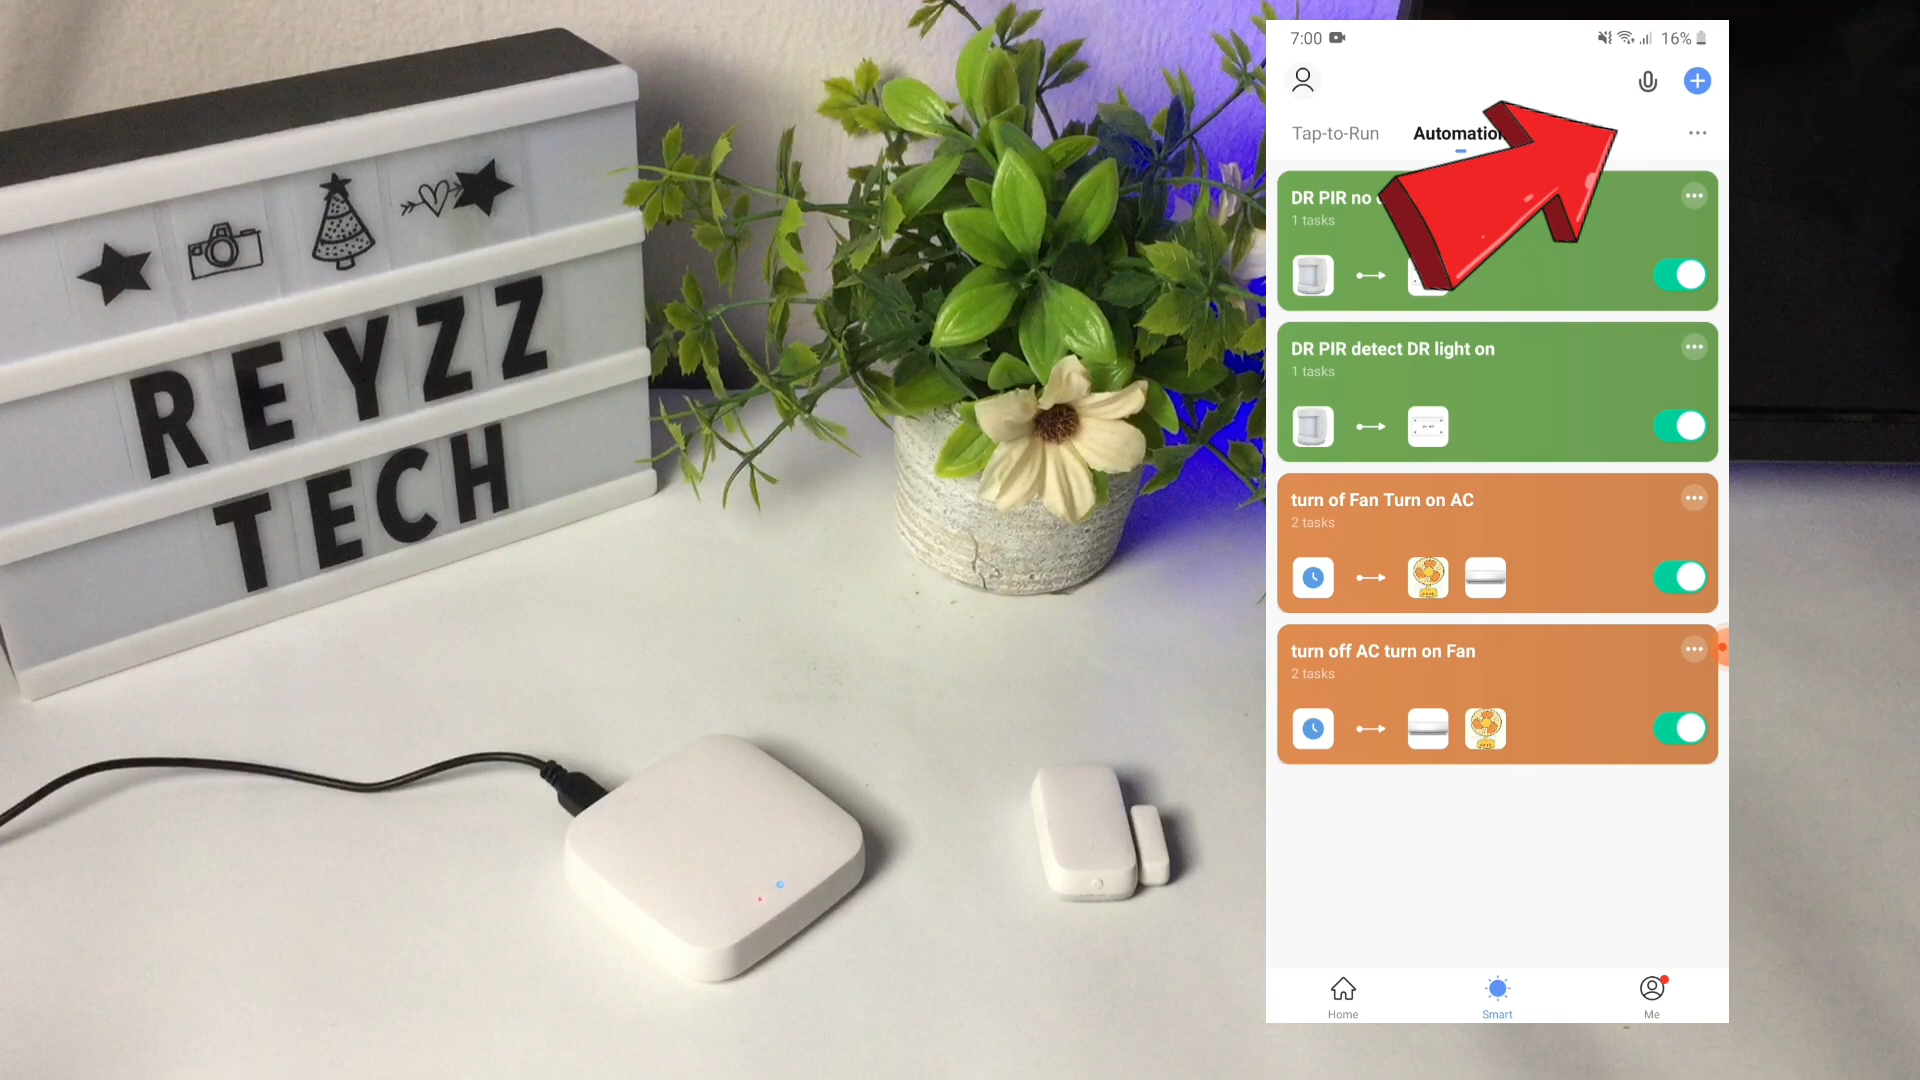 REYZZ
TECH
7:00
16%
Tap-to-Run
DR PIR no
1 tasks
DR PIR detect DR light on
1 tasks
turn of Fan Turn on AC
2 tasks
turn off AC turn on Fan
2 tasks
Home
Smart
Me